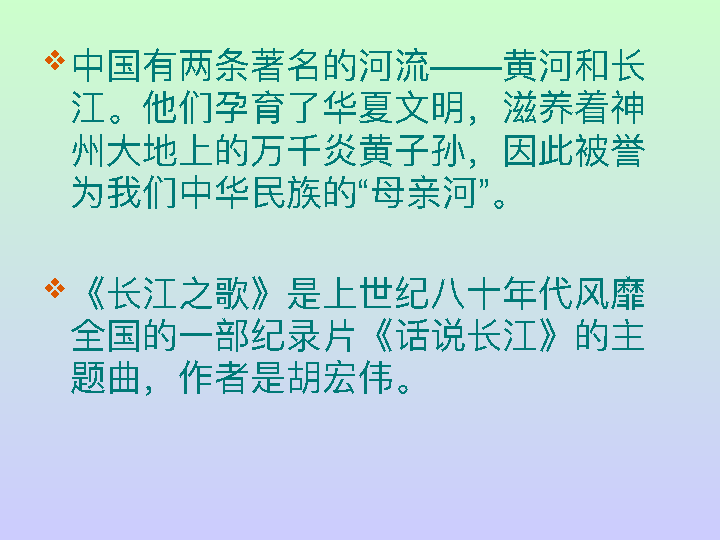 中国有两条著名的河流——黄河和长
江。他们孕育了华夏文明，滋养着神
州大地上的万千炎黄子孙，因此被誉
为我们中华民族的“母亲河”。
《长江之歌》是上世纪八十年代风靡
全国的一部纪录片《话说长江》的主
题曲，作者是胡宏伟。